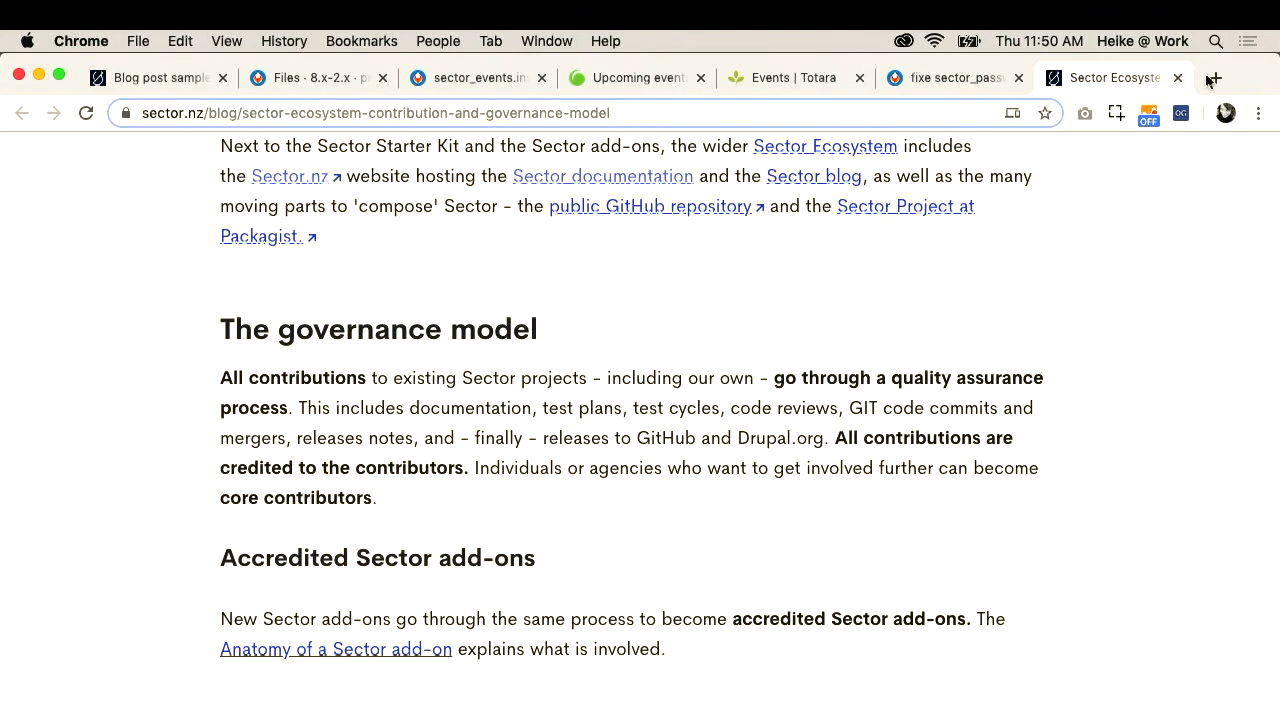 Chrome File Edit View History Bookmarks People Tab Window Help Thu 11:50 AM Heike @ Work
Blog post sample Files · 8.x-2.x · p sector_events.in Upcoming event Events | Totara fixe sector_pass Sector Ecosyste
sector.nz/blog/sector-ecosystem-contribution-and-governance-model OFF OG
Next to the Sector Starter Kit and the Sector add-ons, the wider Sector Ecosystem includes
the Sector.nz website hosting the Sector documentation and the Sector blog, as well as the many
moving parts to 'compose' Sector - the public GitHub repository and the Sector Project at
Packagist.
The governance model
All contributions to existing Sector projects - including our own - go through a quality assurance
process. This includes documentation, test plans, test cycles, code reviews, GIT code commits and
mergers, releases notes, and - finally - releases to GitHub and Drupal.org. All contributions are
credited to the contributors. Individuals or agencies who want to get involved further can become
core contributors.
Accredited Sector add-ons
New Sector add-ons go through the same process to become accredited Sector add-ons. The
Anatomy of a Sector add-on explains what is involved.